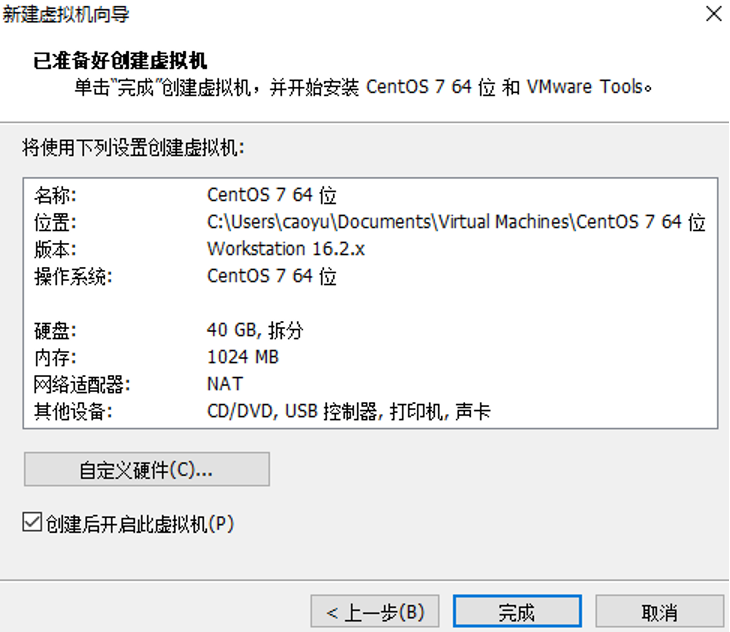 新建虚拟机向导
已准备好创建虚拟机
单击"完成"创建虚拟机，并开始安装 CentOS 7 64 位 和 VMware Tools。
将使用下列设置创建虚拟机:
名称: CentOS 7 64 位
位置: C:\Users\caoyu\Documents\Virtual Machines\CentOS 7 64 位
版本: Workstation 16.2.x
操作系统: CentOS 7 64 位
硬盘: 40 GB, 拆分
内存: 1024 MB
网络适配器: NAT
其他设备: CD/DVD, USB 控制器, 打印机, 声卡
自定义硬件(C)...
创建后开启此虚拟机(P)
< 上一步(B) 完成 取消